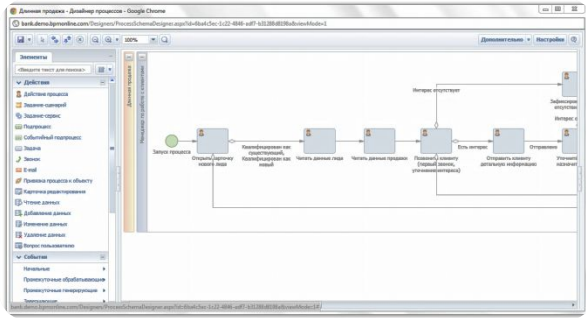 Длинная продажа - Дизайнер процессов - Google Chrome
bank.demo.bpmonline.com/Designers/ProcessSchemaDesigner.aspx?
100%
Дополнительно
Настройки
Элементы
<Введите текст для поиска>
Действия
Действие процесса
Задание-сценарий
Задание-сервис
Подпроцесс
Событийный подпроцесс
Задача
Звонок
E-mail
Привязка процесса к объекту
Карточка редактирования
Чтение данных
Добавление данных
Изменение данных
Удаление данных
Вопрос пользователю
События
Начальные
Промежуточные обрабатывающие
Промежуточные генерирующие
Завершающие
Длинная продажа
Менеджер по работе с клиентами
Запуск процесса
Открыть карточку
нового лида
Квалифицирован как
существующий,
Квалифицирован как
новый
Читать данные лида
Читать данные продажи
Позвонить клиенту
(первый звонок,
уточнение интереса)
Интерес отсутствует
Есть интерес
Отправить клиенту
детальную информацию
Отправлено